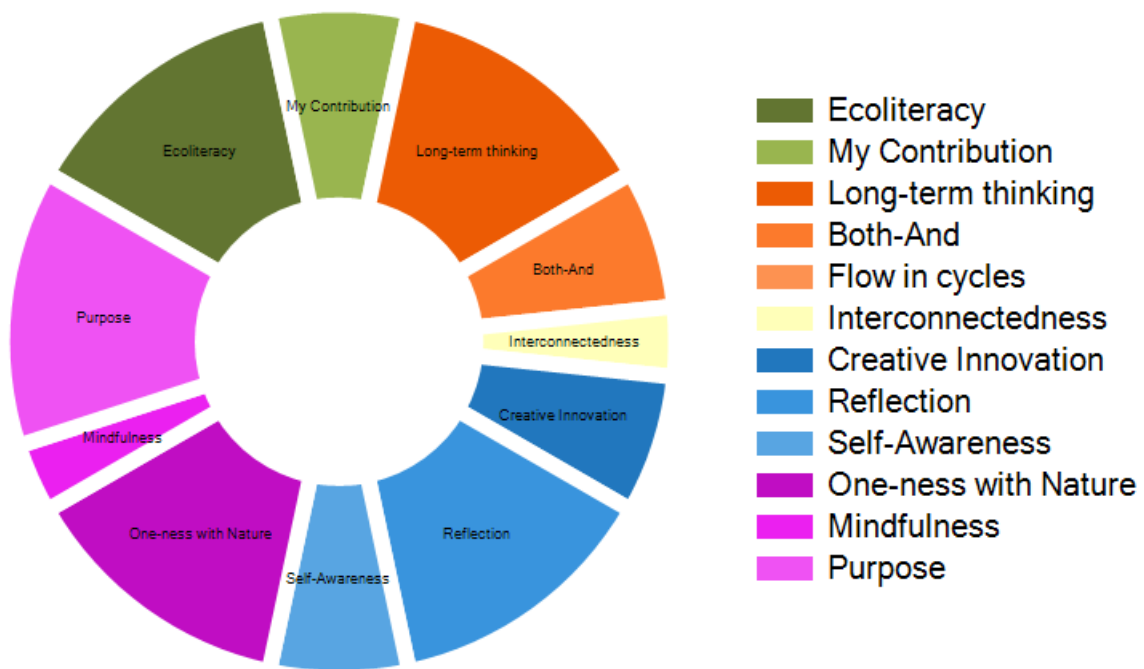 My Contribution
Ecoliteracy
Long-term thinking
Both-And
Purpose
Interconnectedness
Creative Innovation
Mindfulness
One-ness with Nature
Reflection
Self-Awareness
Ecoliteracy
My Contribution
Long-term thinking
Both-And
Flow in cycles
Interconnectedness
Creative Innovation
Reflection
Self-Awareness
One-ness with Nature
Mindfulness
Purpose